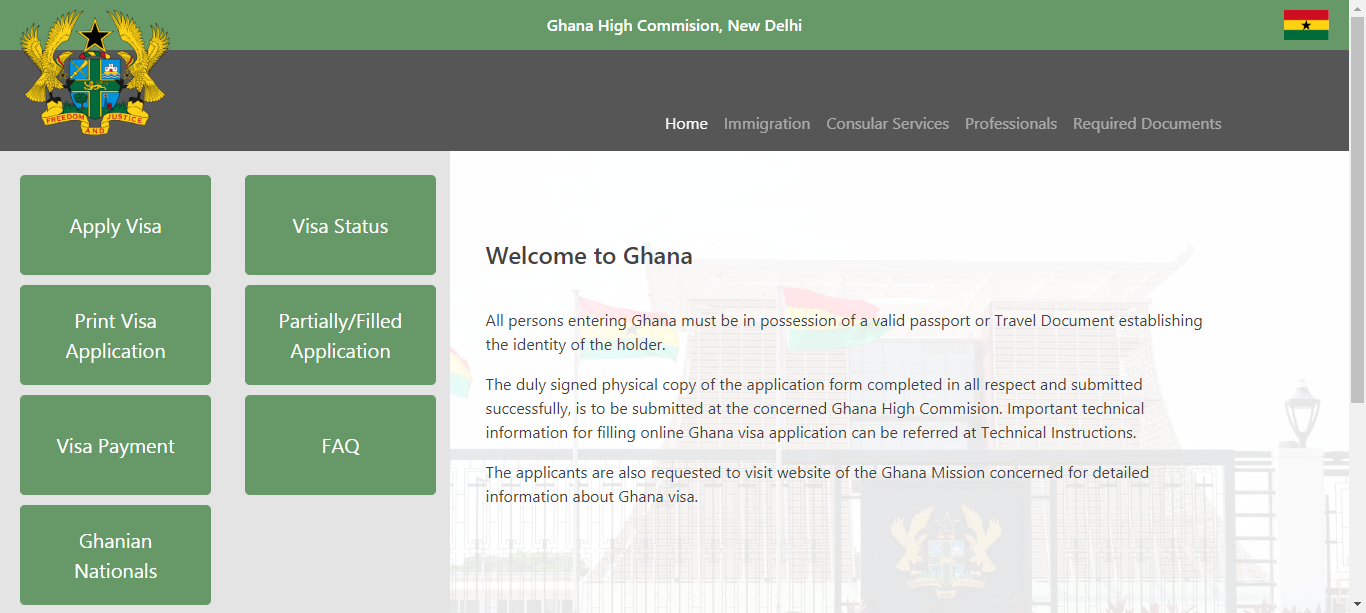 Ghana High Commision, New Delhi
FREEDOM AND JUSTICE
Home Immigration Consular Services Professionals Required Documents
Apply Visa
Visa Status
Print Visa
Application
Partially/Filled
Application
Visa Payment
FAQ
Ghanian
Nationals
Welcome to Ghana
All persons entering Ghana must be in possession of a valid passport or Travel Document establishing
the identity of the holder.
The duly signed physical copy of the application form completed in all respect and submitted
successfully, is to be submitted at the concerned Ghana High Commision. Important technical
information for filling online Ghana visa application can be referred at Technical Instructions.
The applicants are also requested to visit website of the Ghana Mission concerned for detailed
information about Ghana visa.